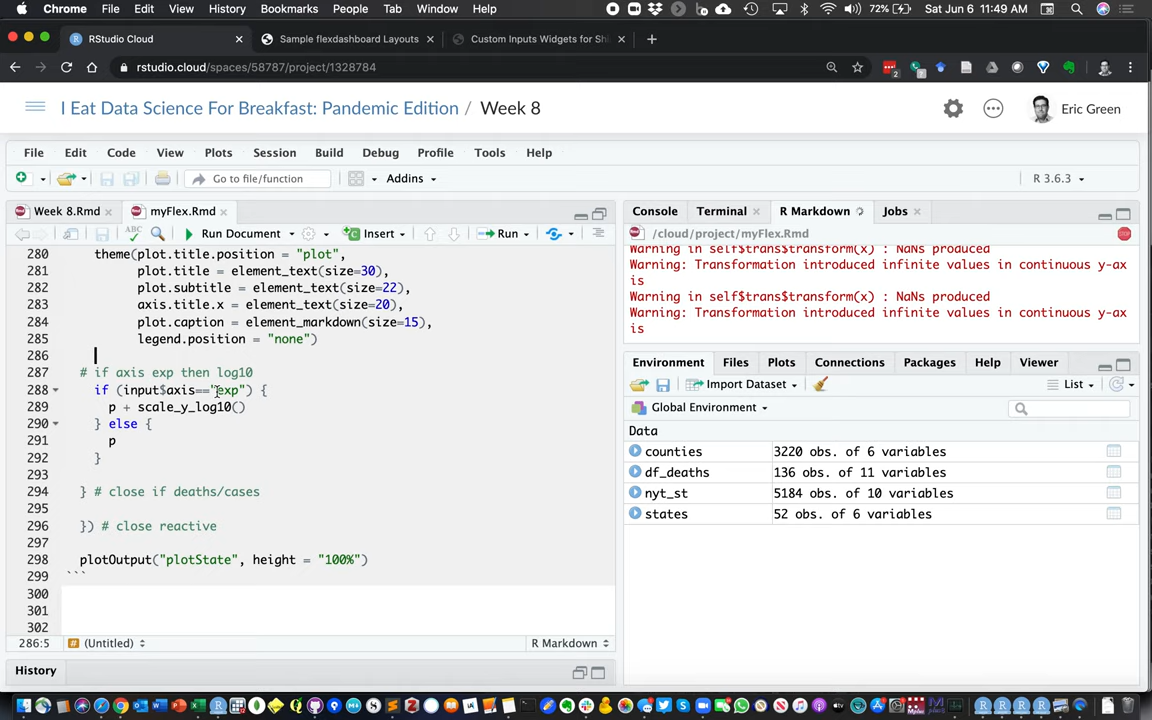 Chrome File Edit View History Bookmarks People Tab Window Help 72% Sat Jun 6 11:49 AM
RStudio Cloud Sample flexdashboard Layouts Custom Inputs Widgets for Shi
rstudio.cloud/spaces/58787/project/1328784
I Eat Data Science For Breakfast: Pandemic Edition / Week 8 Eric Green
File Edit Code View Plots Session Build Debug Profile Tools Help
Go to file/function Addins R 3.6.3
Week 8.Rmd myFlex.Rmd
Run Document Insert Run
280 theme(plot.title.position = "plot",
281 plot.title = element_text(size=30),
282 plot.subtitle = element_text(size=22),
283 axis.title.x = element_text(size=20),
284 plot.caption = element_markdown(size=15),
285 legend.position = "none")
286
287 # if axis exp then log10
288 if (input$axis=="exp") {
289 p + scale_y_log10()
290 } else {
291 p
292 }
293
294 } # close if deaths/cases
295
296 }) # close reactive
297
298 plotOutput("plotState", height = "100%")
299 ```
300
301
302
286:5 (Untitled) R Markdown
History
Console Terminal R Markdown Jobs
/cloud/project/myFlex.Rmd
Warning in self$trans$transform(x) : NaNs produced
Warning: Transformation introduced infinite values in continuous y-ax
is
Warning in self$trans$transform(x) : NaNs produced
Warning: Transformation introduced infinite values in continuous y-ax
is
Environment Files Plots Connections Packages Help Viewer
Import Dataset List
Global Environment
Data
counties 3220 obs. of 6 variables
df_deaths 136 obs. of 11 variables
nyt_st 5184 obs. of 10 variables
states 52 obs. of 6 variables